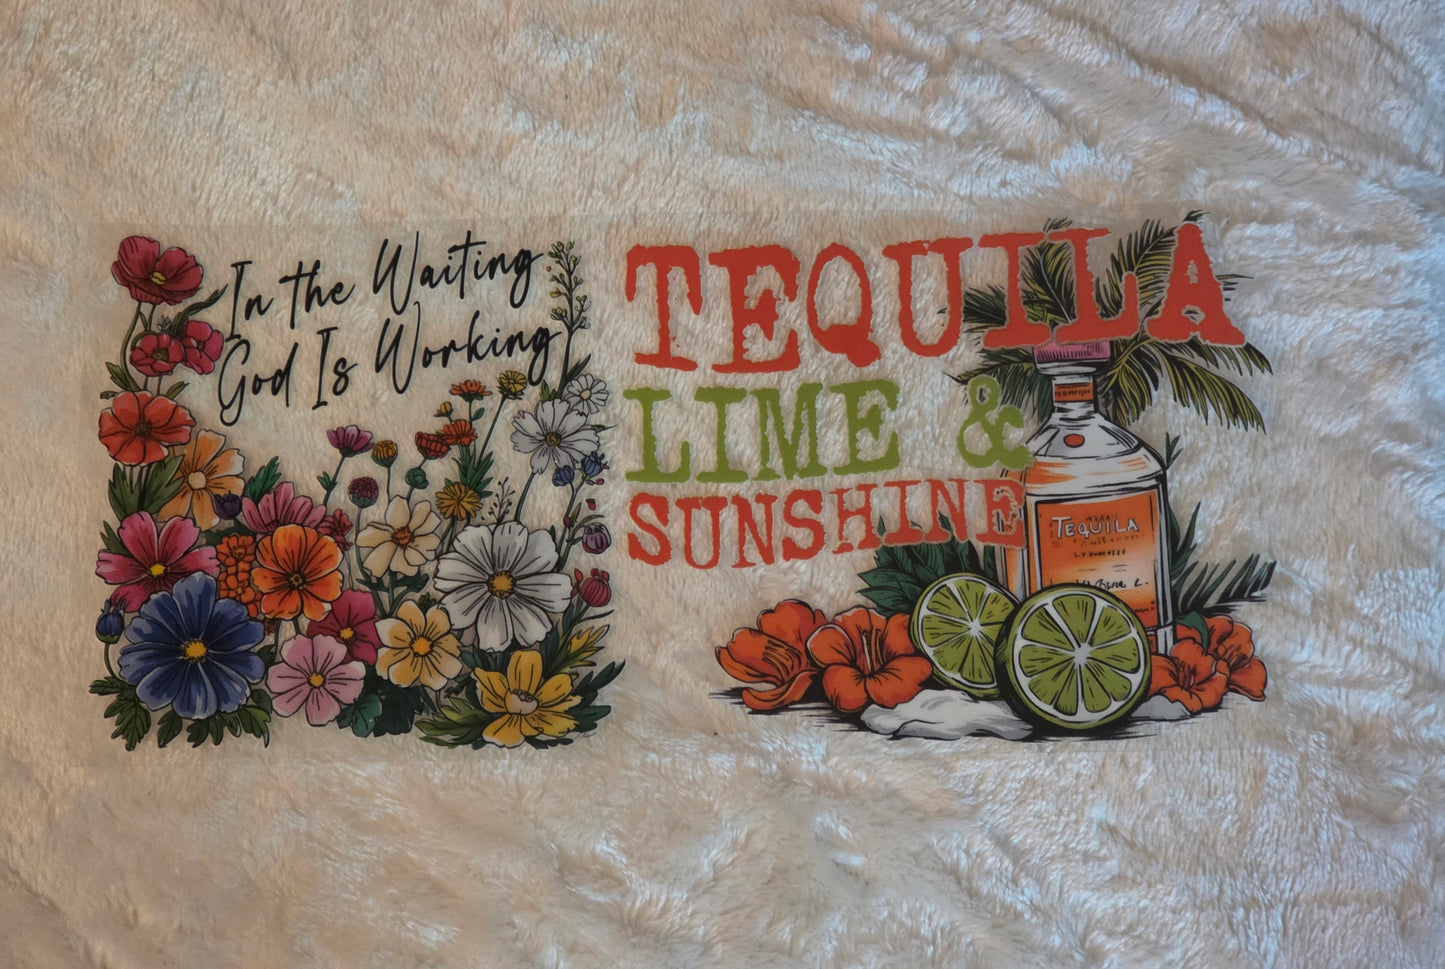 In the Waiting
God Is Working
TEQUILA
LIME &
SUNSHINE
TEQUILA